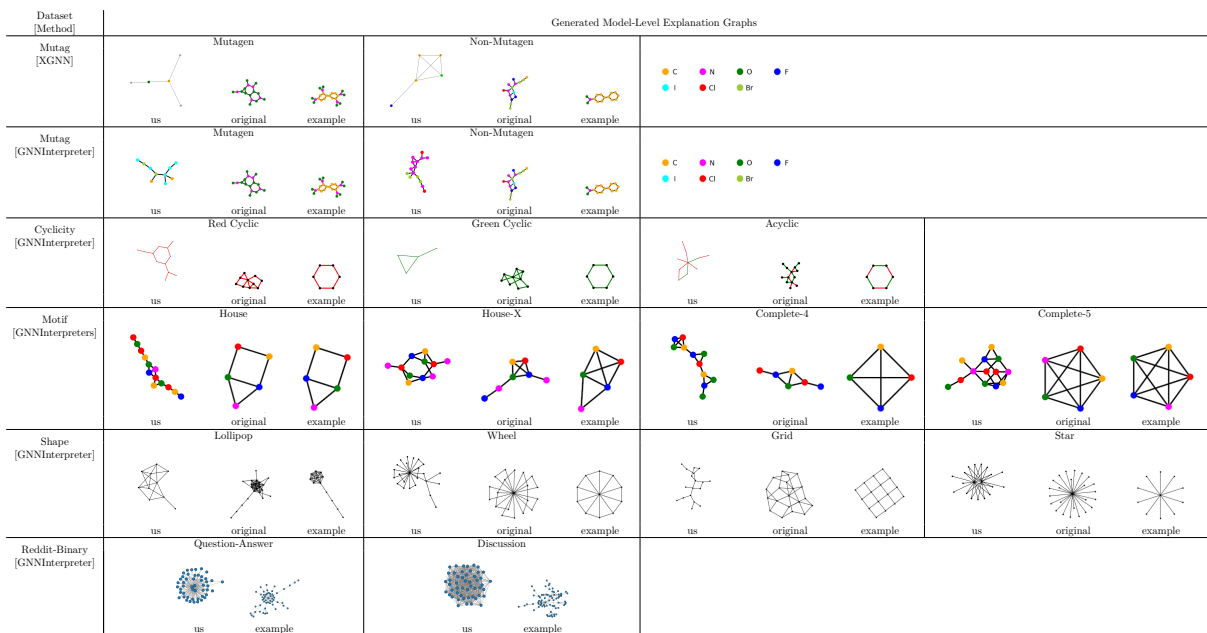 Dataset
[Method]
Generated Model-Level Explanation Graphs
Mutag
[XGNN]
Mutagen
us original example
Non-Mutagen
us original example
C N O F
I Cl Br
Mutag
[GNNInterpreter]
Mutagen
us original example
Non-Mutagen
us original example
C N O F
I Cl Br
Cyclicity
[GNNInterpreter]
Red Cyclic
us original example
Green Cyclic
us original example
Acyclic
us original example
Motif
[GNNInterpreters]
House
us original example
House-X
us original example
Complete-4
us original example
Complete-5
us original example
Shape
[GNNInterpreter]
Lollipop
us original example
Wheel
us original example
Grid
us original example
Star
us original example
Reddit-Binary
[GNNInterpreter]
Question-Answer
us example
Discussion
us example